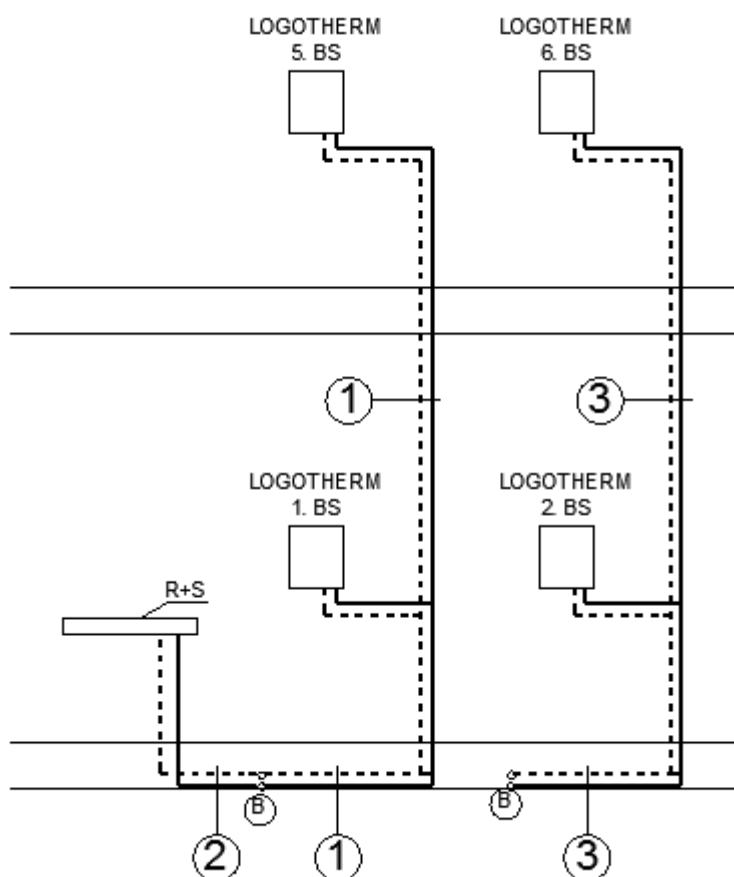 LOGOTHERM
5. BS
LOGOTHERM
6. BS
1
3
LOGOTHERM
1. BS
LOGOTHERM
2. BS
R+S
B
B
2
1
3